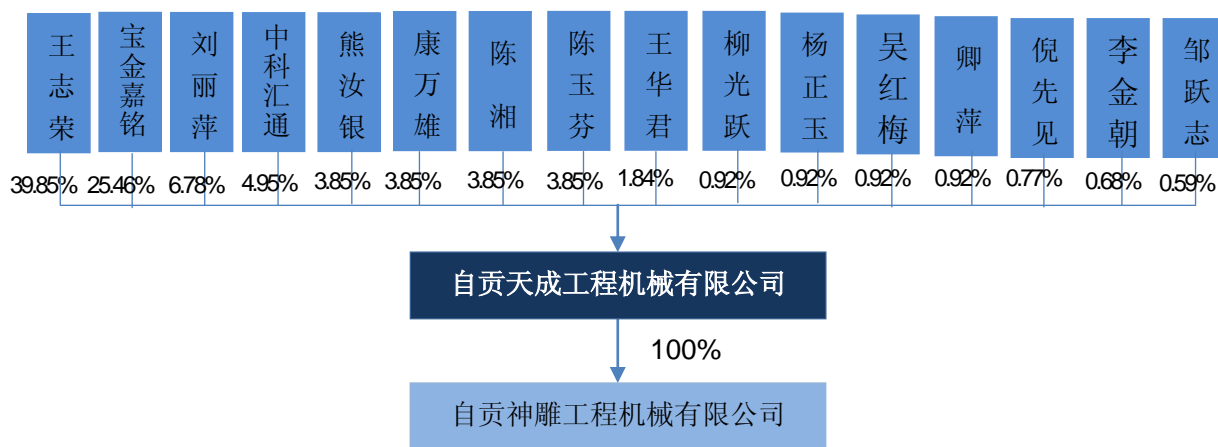 王志荣
宝金嘉铭
刘丽萍
中科汇通
熊汝银
康万雄
陈湘
陈玉芬
王华君
柳光跃
杨正玉
吴红梅
卿萍
倪先见
李金朝
邹跃志
39.85%
25.46%
6.78%
4.95%
3.85%
3.85%
3.85%
3.85%
1.84%
0.92%
0.92%
0.92%
0.92%
0.77%
0.68%
0.59%
自贡天成工程机械有限公司
100%
自贡神雕工程机械有限公司